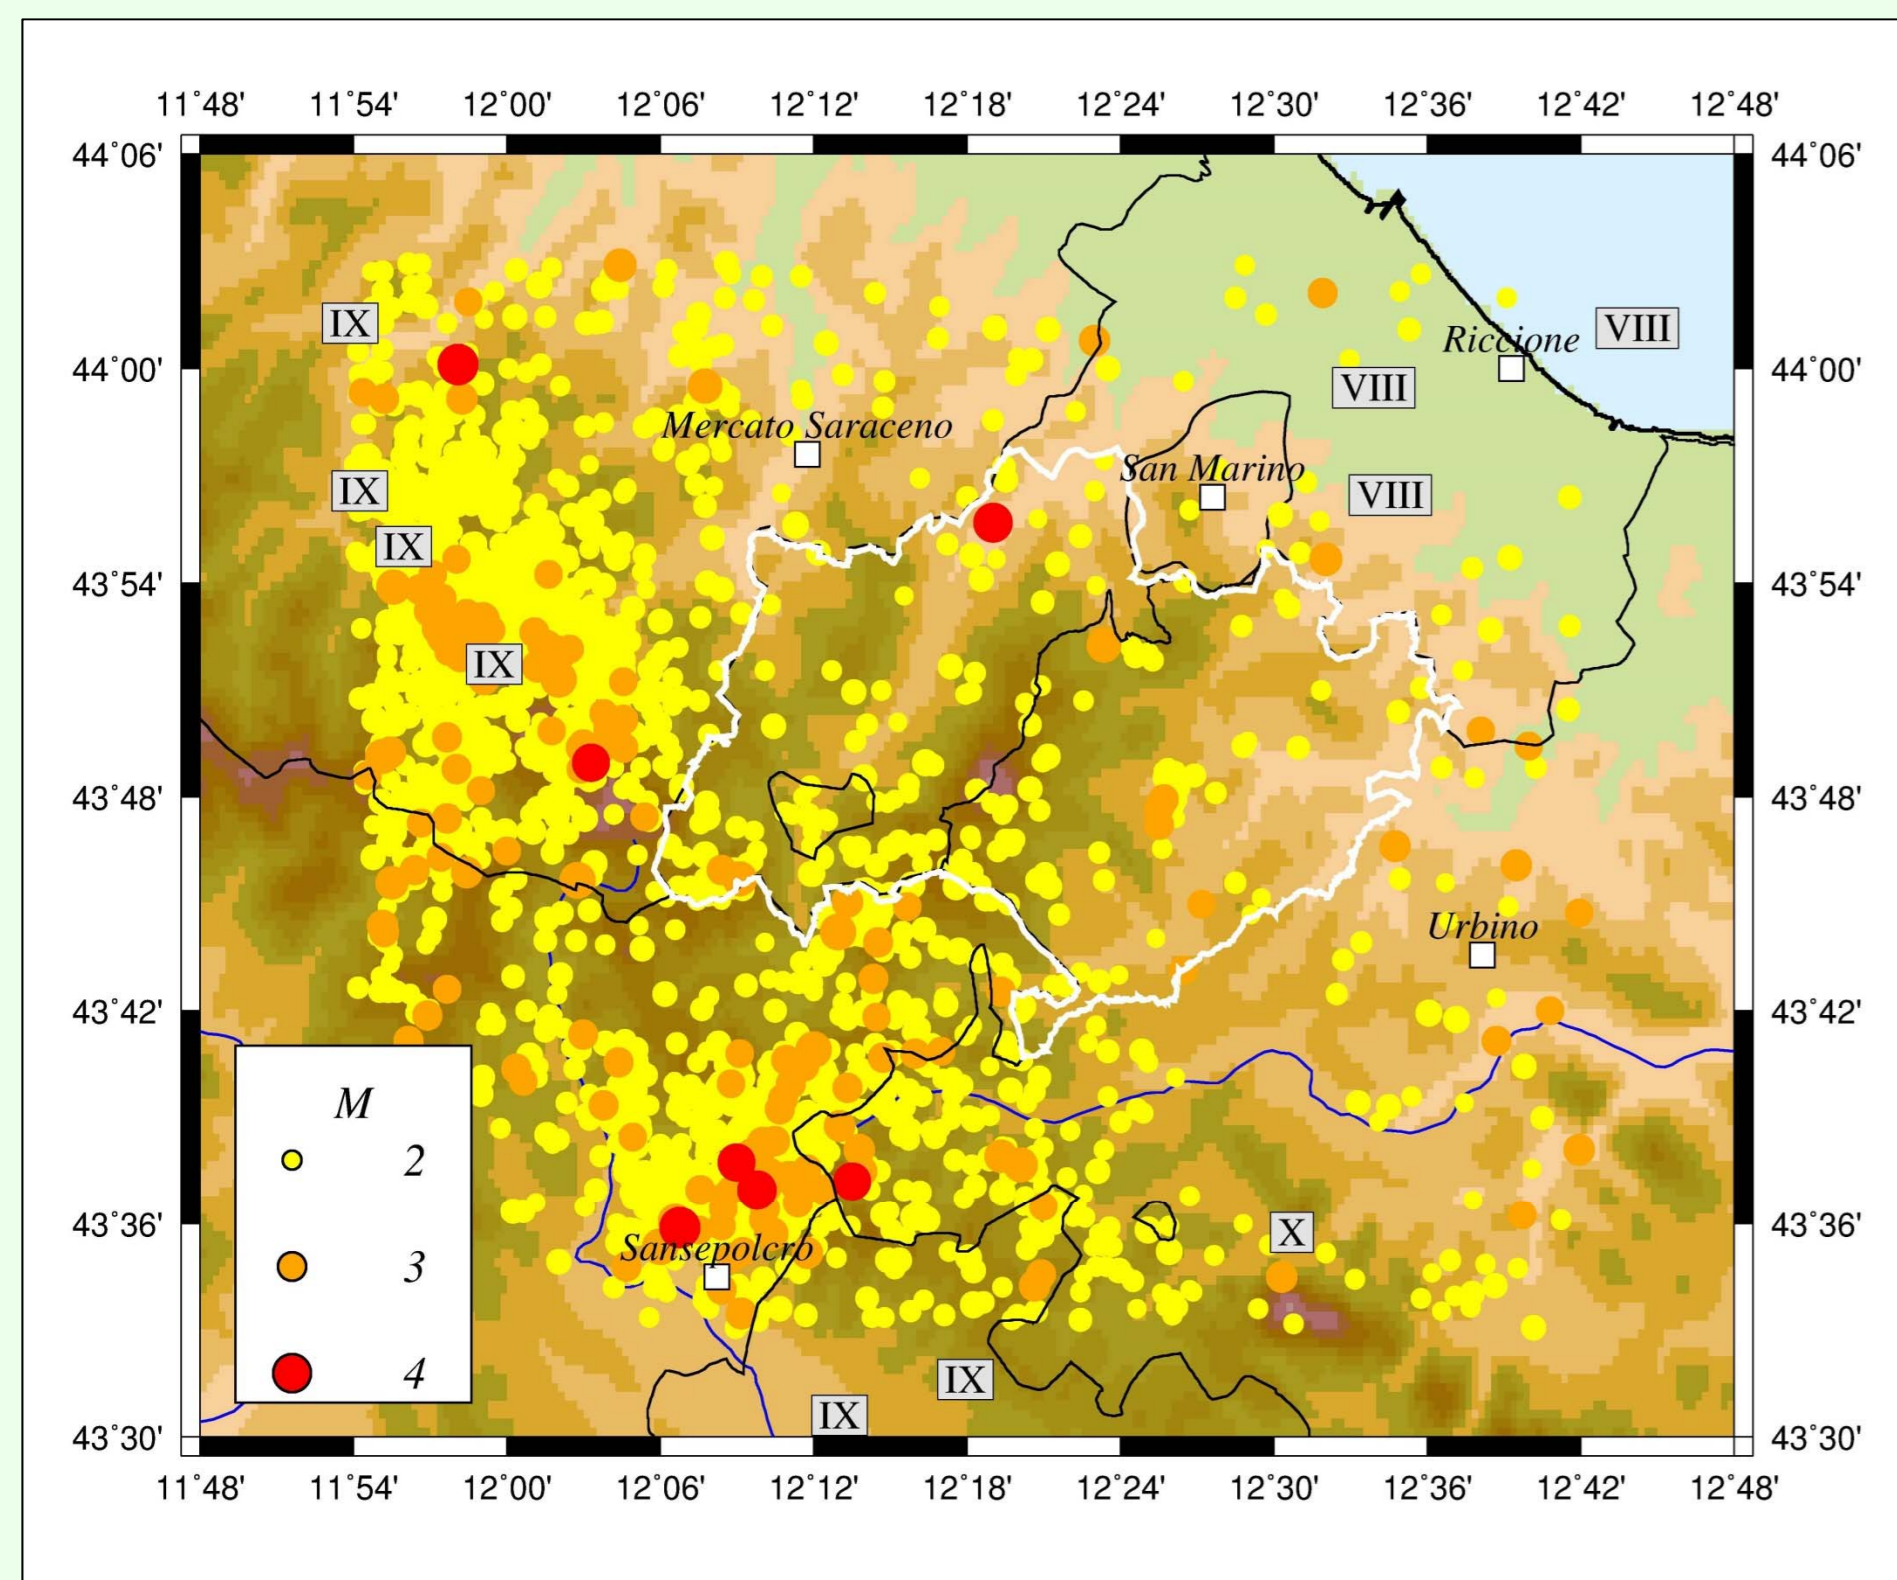 11°48' 11°54' 12°00' 12°06' 12°12' 12°18' 12°24' 12°30' 12°36' 12°42' 12°48'
44°06' 44°06'
IX
VIII
Riccione
44°00' 44°00'
VIII
Mercato Saraceno
San Marino
IX
VIII
IX
43°54' 43°54'
IX
43°48' 43°48'
Urbino
43°42' 43°42'
M
2
3
4
43°36' 43°36'
X
Sansepolcro
IX
IX
43°30' 43°30'
11°48' 11°54' 12°00' 12°06' 12°12' 12°18' 12°24' 12°30' 12°36' 12°42' 12°48'